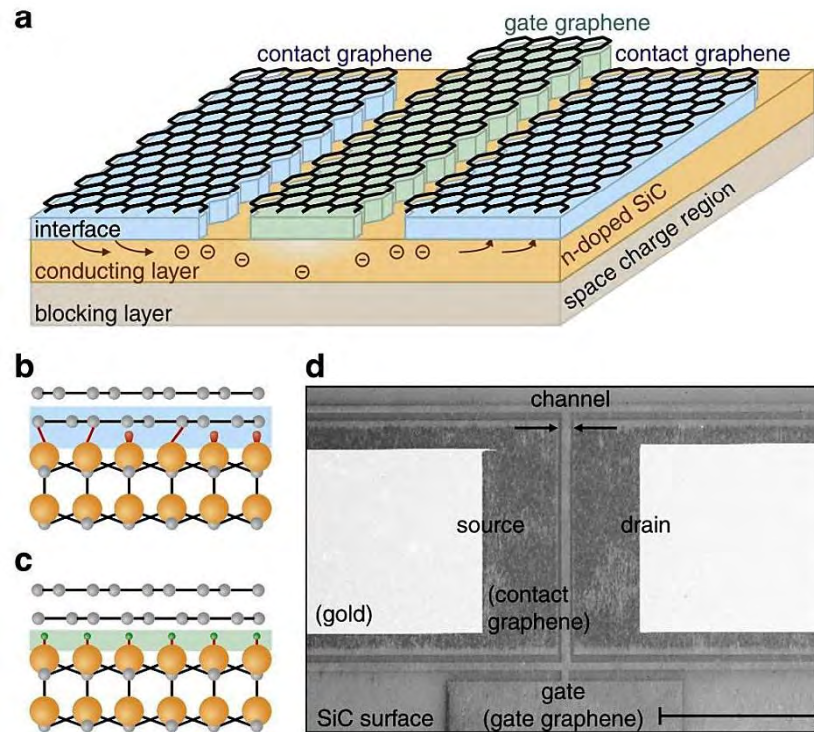 a
gate graphene
contact graphene
contact graphene
interface
conducting layer
blocking layer
n-doped SiC
space charge region
b
c
d
channel
source
drain
(gold)
(contact
graphene)
gate
(gate graphene)
SiC surface